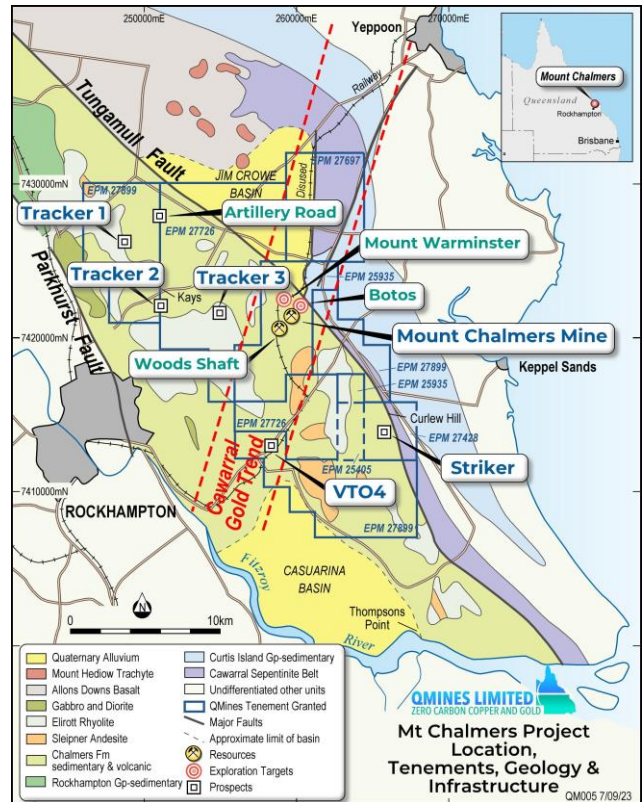 250000mE
260000mE
270000mE
Yeppoon
Mount Chalmers
Queensland
Rockhampton
Brisbane
Railway
Tungamull Fault
JIM CROWE
BASIN
Disused
EPM 27697
7430000mN
EPM 27899
Tracker 1
Artillery Road
EPM 27726
Mount Warminster
Parkhurst Fault
Tracker 2
Tracker 3
EPM 25935
Kays
Botos
7420000mN
Woods Shaft
Mount Chalmers Mine
Keppel Sands
EPM 27899
EPM 25935
EPM 27726
Curlew Hill
EPM 27428
Cawarral
Gold Trend
Striker
EPM 25405
VTO4
7410000mN
ROCKHAMPTON
EPM 27899
CASUARINA
BASIN
Fitzroy
River
Thompsons
Point
N
0
10km
Quaternary Alluvium
Mount Hediow Trachyte
Allons Downs Basalt
Gabbro and Diorite
Elirott Rhyolite
Sleipner Andesite
Chalmers Fm
sedimentary & volcanic
Rockhampton Gp-sedimentary
Curtis Island Gp-sedimentary
Cawarral Sepentinite Belt
Undifferentiated other units
QMines Tenement Granted
Major Faults
Approximate limit of basin
Resources
Exploration Targets
Prospects
QMINES LIMITED
ZERO CARBON COPPER AND GOLD
Mt Chalmers Project
Location,
Tenements, Geology &
Infrastructure
QM005 7/09/23